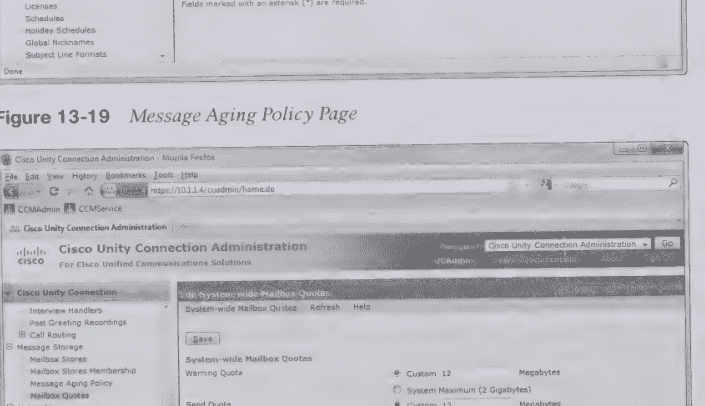 Licenses
Fields marked with an asterisk (*) are required.
Schedules
Holiday Schedules
Global Nicknames
Subject Line Formats
Done
Figure 13-19 Message Aging Policy Page
Cisco Unity Connection Administration - Mozilla Firefox
File Edit View History Bookmarks Tools Help
https://10.1.1.4/cuadmin/home.do
CCMAdmin CCMService
Cisco Unity Connection Administration
Cisco Unity Connection Administration
Navigation Cisco Unity Connection Administration Go
CISCO For Cisco Unified Communications Solutions
About Sign Out
Cisco Unity Connection
Edit System-wide Mailbox Quotas
Interview Handlers
System-wide Mailbox Quotas Refresh Help
Post Greeting Recordings
Call Routing
Save
Message Storage
Mailbox Stores
System-wide Mailbox Quotas
Mailbox Stores Membership
Warning Quota Custom 12 Megabytes
Message Aging Policy
System Maximum (2 Gigabytes)
Mailbox Quotas
Send Quota Custom 13 Megabytes